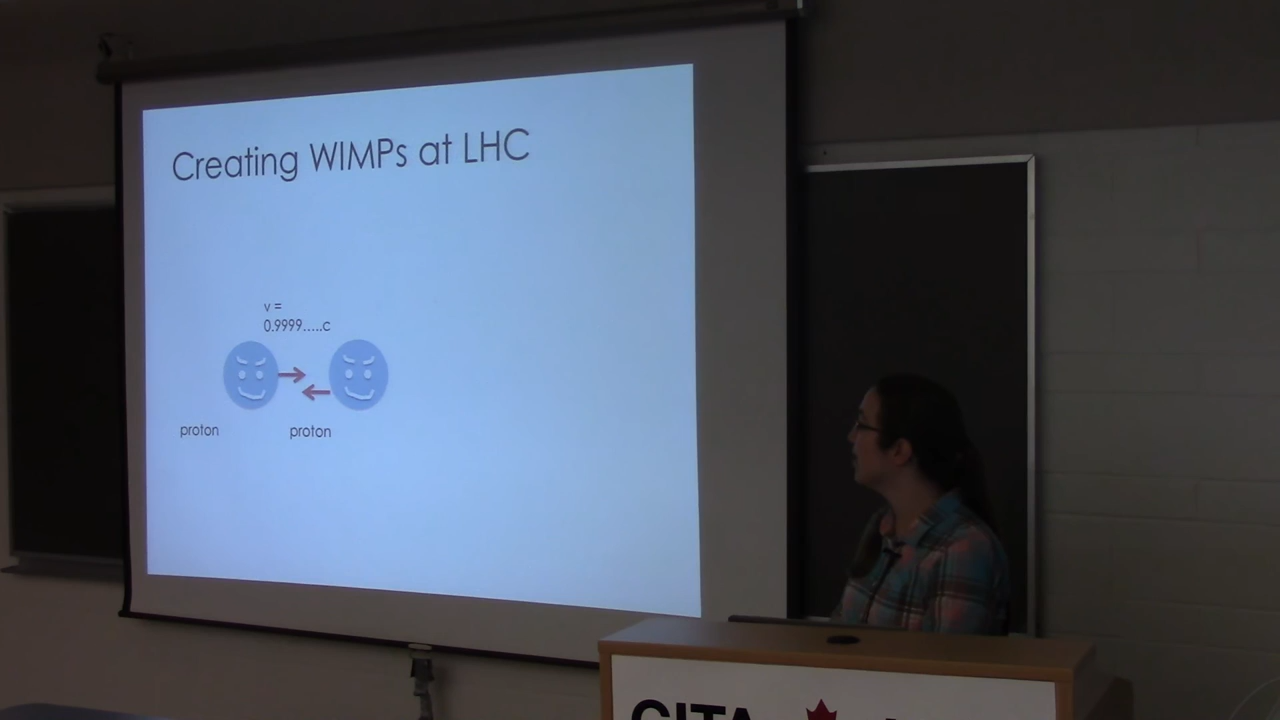 Creating WIMPs at LHC
v =
0.9999.....c
proton
proton
CITA